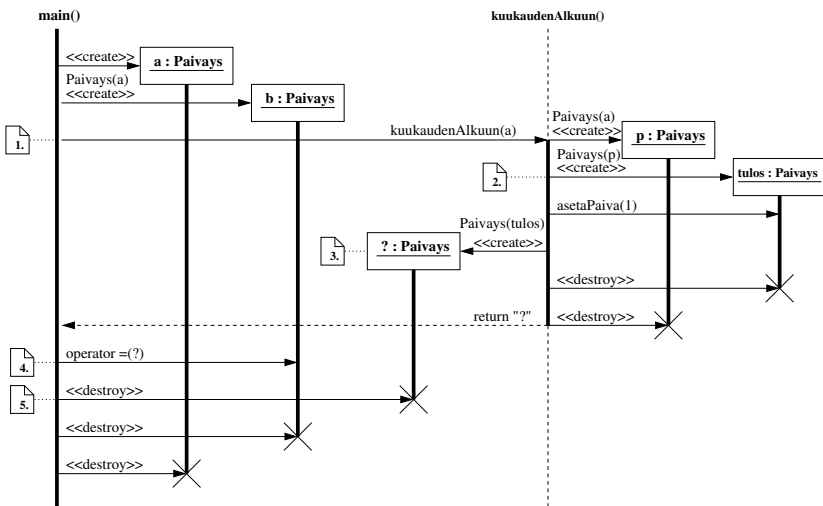 main()
kuukaudenAlkuun()
<<create>>
a : Paivays
Paivays(a)
<<create>>
b : Paivays
1.
kuukaudenAlkuun(a)
Paivays(a)
<<create>>
p : Paivays
2.
Paivays(p)
<<create>>
tulos : Paivays
asetaPaiva(1)
3.
? : Paivays
Paivays(tulos)
<<create>>
<<destroy>>
return "?"
<<destroy>>
4.
operator =(?)
5.
<<destroy>>
<<destroy>>
<<destroy>>